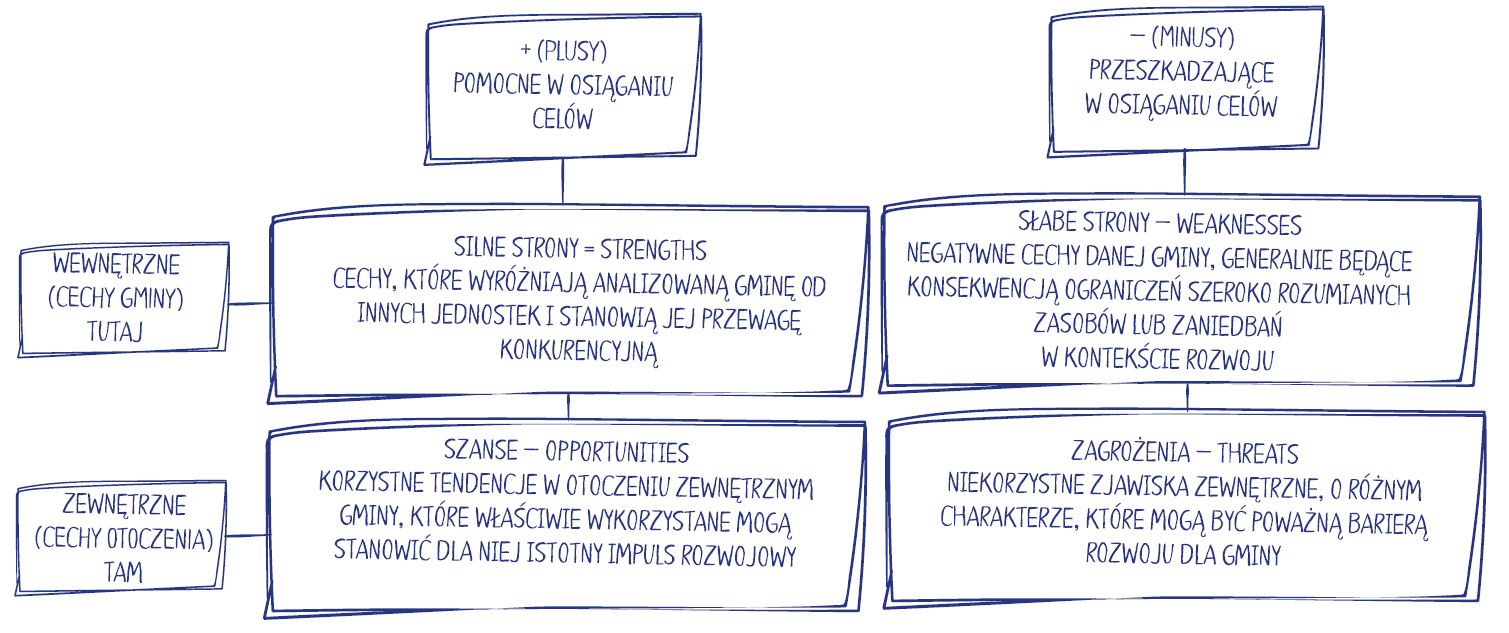 + (PLUSY)
POMOCNE W OSIĄGANIU
CELÓW
— (MINUSY)
PRZESZKADZAJĄCE
W OSIĄGANIU CELÓW
WEWNĘTRZNE
(CECHY GMINY)
TUTAJ
SILNE STRONY = STRENGTHS
CECHY, KTÓRE WYRÓŻNIAJĄ ANALIZOWANĄ GMINĘ OD
INNYCH JEDNOSTEK I STANOWIĄ JEJ PRZEWAGĘ
KONKURENCYJNĄ
SŁABE STRONY — WEAKNESSES
NEGATYWNE CECHY DANEJ GMINY, GENERALNIE BĘDĄCE
KONSEKWENCJĄ OGRANICZEŃ SZEROKO ROZUMIANYCH
ZASOBÓW LUB ZANIEDBAŃ
W KONTEKŚCIE ROZWOJU
ZEWNĘTRZNE
(CECHY OTOCZENIA)
TAM
SZANSE — OPPORTUNITIES
KORZYSTNE TENDENCJE W OTOCZENIU ZEWNĘTRZNYM
GMINY, KTÓRE WŁAŚCIWIE WYKORZYSTANE MOGĄ
STANOWIĆ DLA NIEJ ISTOTNY IMPULS ROZWOJOWY
ZAGROŻENIA — THREATS
NIEKORZYSTNE ZJAWISKA ZEWNĘTRZNE, O RÓŻNYM
CHARAKTERZE, KTÓRE MOGĄ BYĆ POWAŻNĄ BARIERĄ
ROZWOJU DLA GMINY